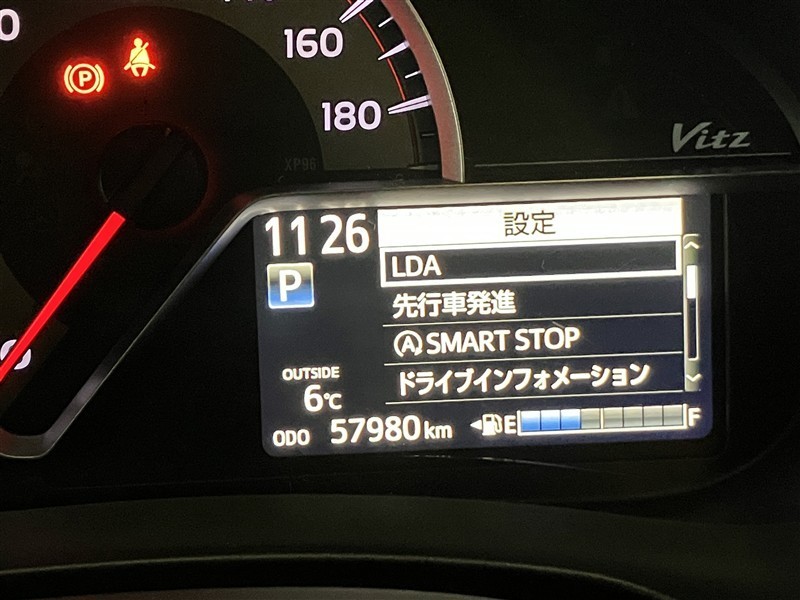 160
180
P
XP96
Vitz
11 26
設定
P
LDA
先行車発進
A SMART STOP
ドライブインフォメーション
OUTSIDE
6℃
ODO 57980 km
E F